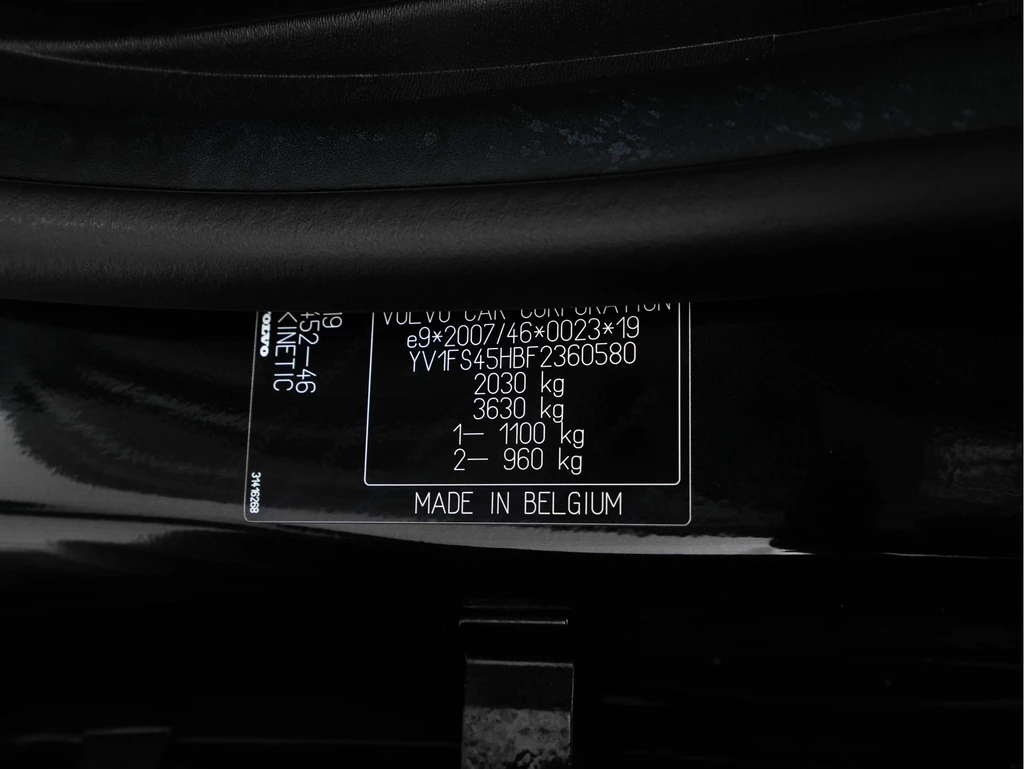 VOLVO CAR CORPORATION
e9*2007/46*0023*19
YV1FS45HBF2360580
2030 kg
3630 kg
1– 1100 kg
2– 960 kg
MADE IN BELGIUM
19
452–46
KINETIC
VOLVO
31416268